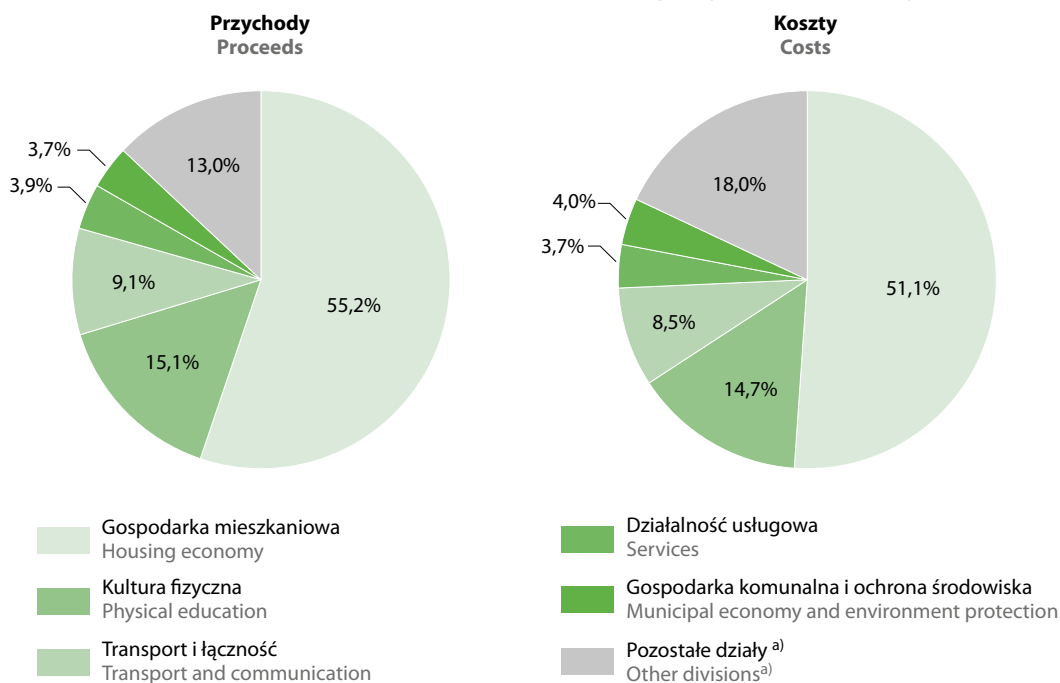 Przychody
Proceeds
3,7%
3,9%
13,0%
9,1%
15,1%
55,2%
Koszty
Costs
4,0%
3,7%
18,0%
8,5%
14,7%
51,1%
Gospodarka mieszkaniowa
Housing economy
Kultura fizyczna
Physical education
Transport i łączność
Transport and communication
Działalność usługowa
Services
Gospodarka komunalna i ochrona środowiska
Municipal economy and environment protection
Pozostałe działy a)
Other divisions a)